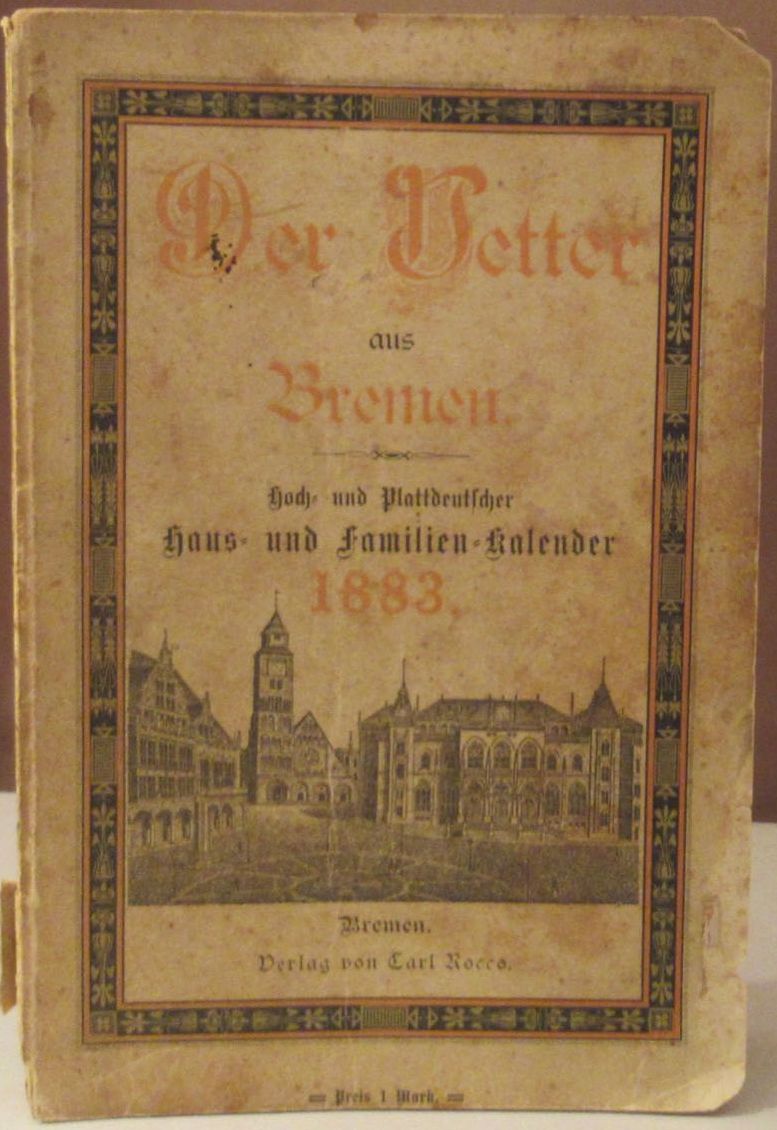 Der Vetter
aus
Bremen.
Hoch- und Plattdeutscher
Haus- und Familien-Kalender
1883.
Bremen.
Verlag von Carl Rocco.
Preis 1 Mark.